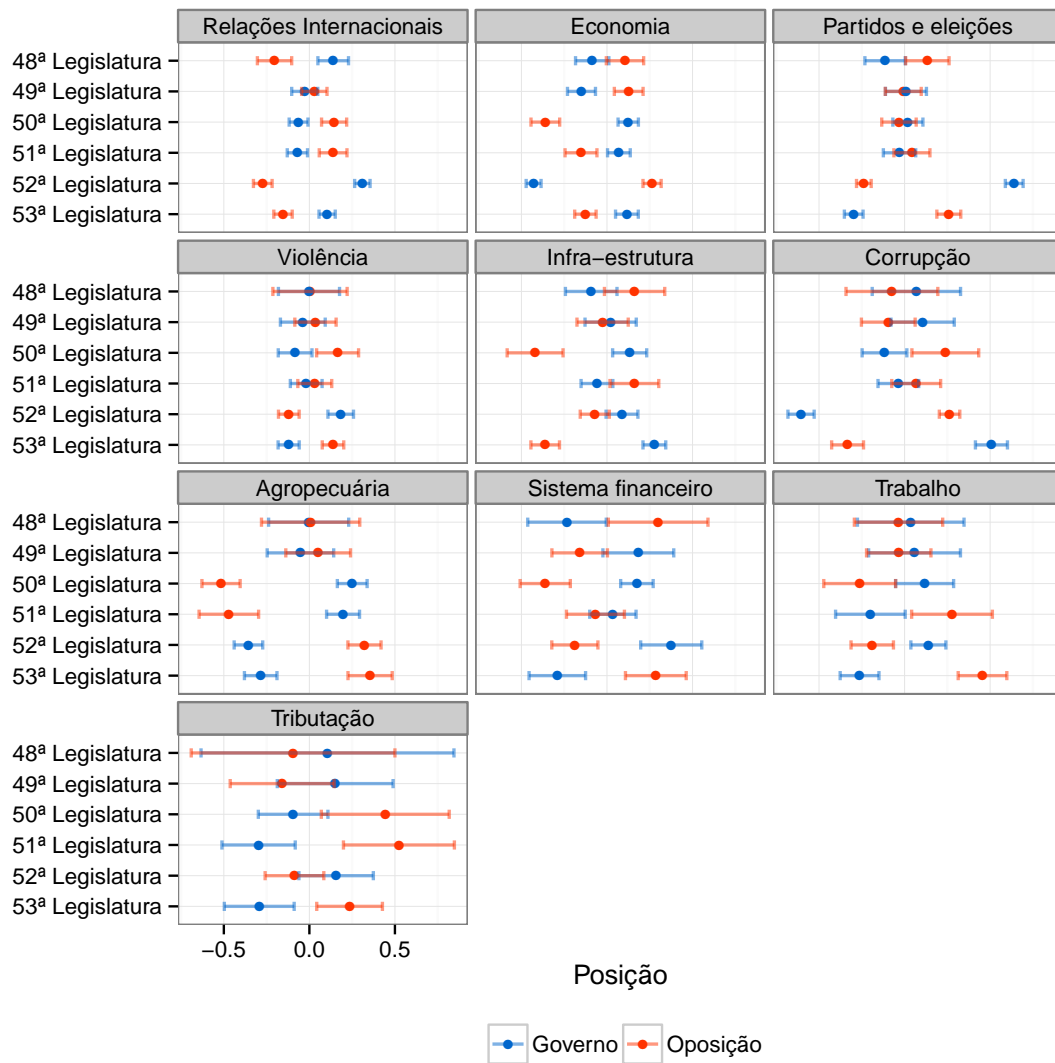 Relações Internacionais Economia Partidos e eleições
48ª Legislatura
49ª Legislatura
50ª Legislatura
51ª Legislatura
52ª Legislatura
53ª Legislatura
Violência Infra−estrutura Corrupção
48ª Legislatura
49ª Legislatura
50ª Legislatura
51ª Legislatura
52ª Legislatura
53ª Legislatura
Agropecuária Sistema financeiro Trabalho
48ª Legislatura
49ª Legislatura
50ª Legislatura
51ª Legislatura
52ª Legislatura
53ª Legislatura
Tributação
48ª Legislatura
49ª Legislatura
50ª Legislatura
51ª Legislatura
52ª Legislatura
53ª Legislatura
−0.5 0.0 0.5
Posição
Governo Oposição